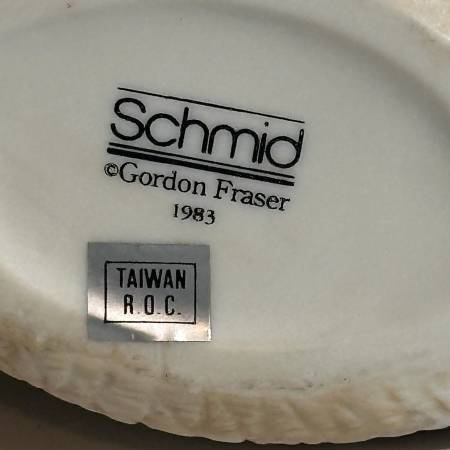 Schmid
©Gordon Fraser
1983
TAIWAN
R.O.C.